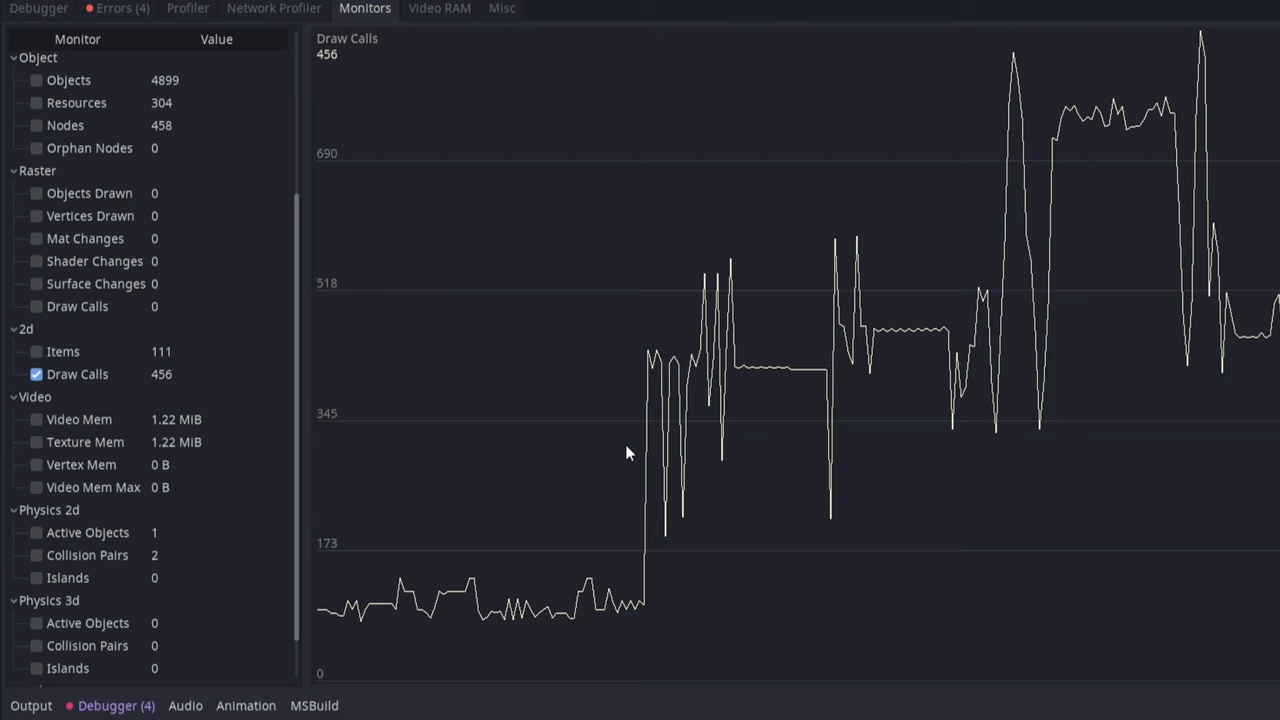 Debugger Errors (4) Profiler Network Profiler Monitors Video RAM Misc
Monitor Value
Object
Objects 4899
Resources 304
Nodes 458
Orphan Nodes 0
Raster
Objects Drawn 0
Vertices Drawn 0
Mat Changes 0
Shader Changes 0
Surface Changes 0
Draw Calls 0
2d
Items 111
Draw Calls 456
Video
Video Mem 1.22 MiB
Texture Mem 1.22 MiB
Vertex Mem 0 B
Video Mem Max 0 B
Physics 2d
Active Objects 1
Collision Pairs 2
Islands 0
Physics 3d
Active Objects 0
Collision Pairs 0
Islands 0
Draw Calls
456
690
518
345
173
0
Output Debugger (4) Audio Animation MSBuild